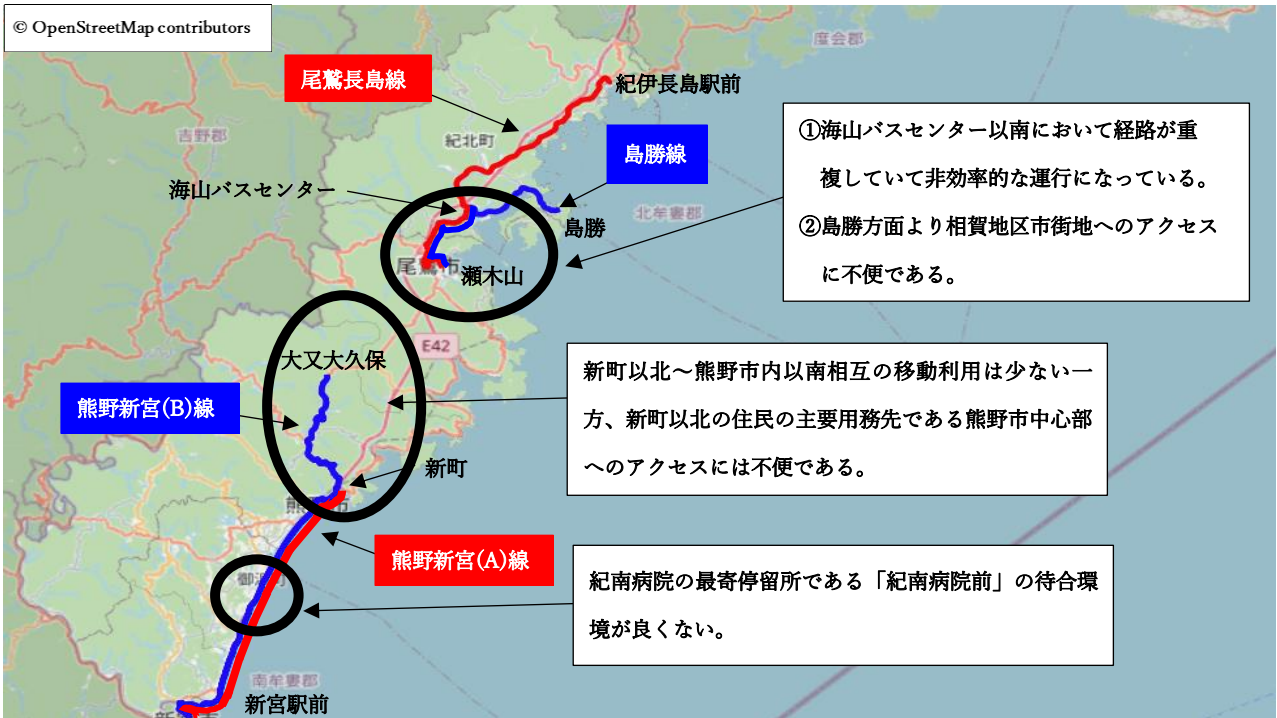 © OpenStreetMap contributors
度会郡
尾鷲長島線
紀伊長島駅前
吉野郡
紀北町
島勝線
①海山バスセンター以南において経路が重
複していて非効率的な運行になっている。
②島勝方面より相賀地区市街地へのアクセス
に不便である。
海山バスセンター
北牟婁郡
島勝
尾鷲市
瀬木山
E42
大又大久保
新町以北～熊野市内以南相互の移動利用は少ない一
方、新町以北の住民の主要用務先である熊野市中心部
へのアクセスには不便である。
熊野新宮(B)線
新町
熊野新宮(A)線
紀南病院の最寄停留所である「紀南病院前」の待合環
境が良くない。
南牟婁郡
新宮駅前